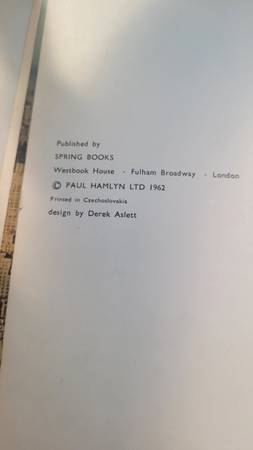 Published by
SPRING BOOKS
Westbook House · Fulham Broadway · London
© PAUL HAMLYN LTD 1962
Printed in Czechoslovakia
design by Derek Aslett